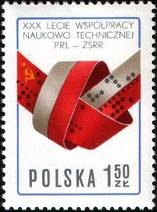 XXX LECIE WSPÓŁPRACY
NAUKOWO TECHNICZNEJ
PRL - ZSRR
POLSKA 1.50 ZŁ